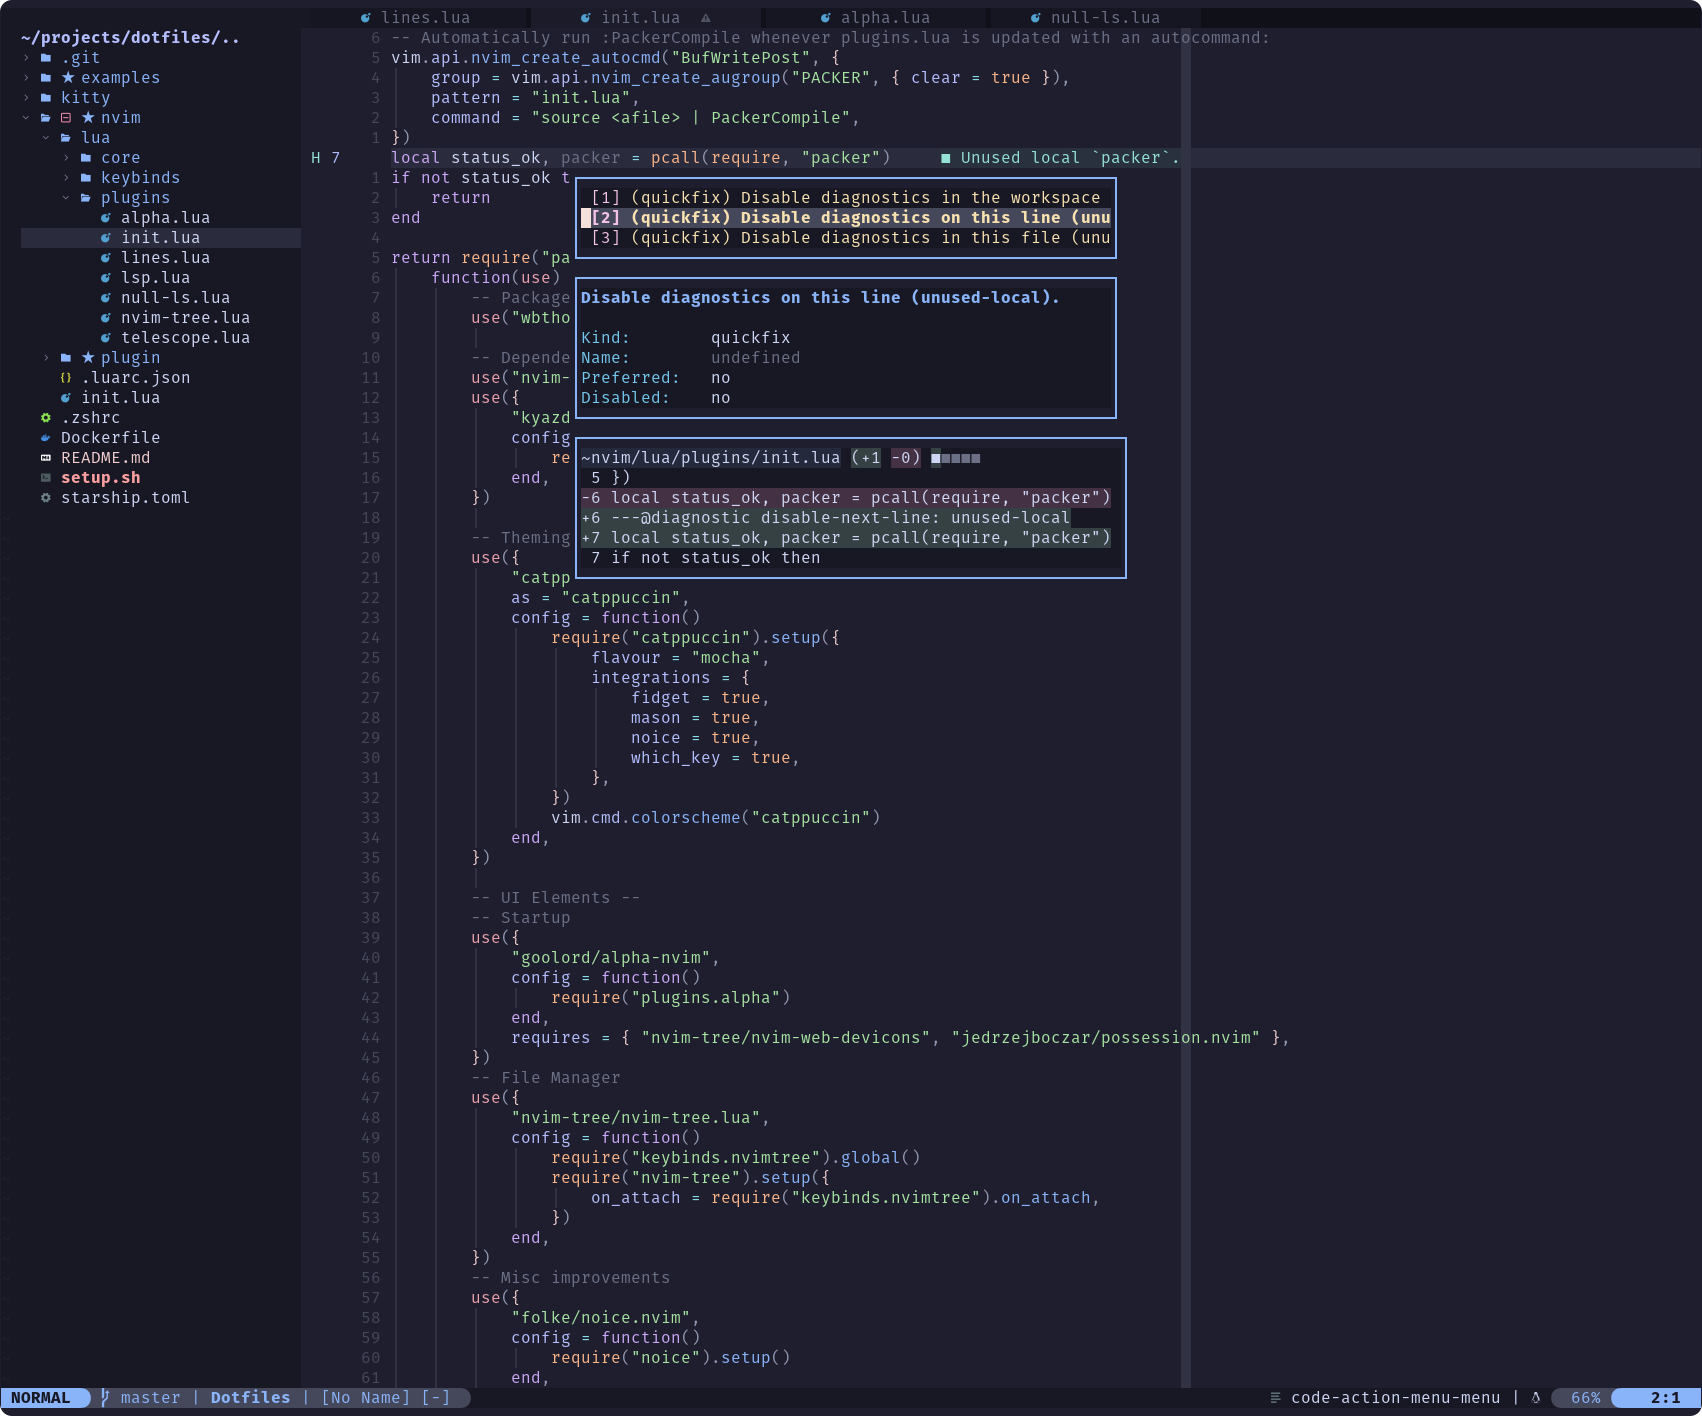 lines.lua init.lua alpha.lua null-ls.lua
~/projects/dotfiles/..
.git
★ examples
kitty
★ nvim
lua
core
keybinds
plugins
alpha.lua
init.lua
lines.lua
lsp.lua
null-ls.lua
nvim-tree.lua
telescope.lua
★ plugin
{} .luarc.json
init.lua
.zshrc
Dockerfile
README.md
setup.sh
starship.toml
6 -- Automatically run :PackerCompile whenever plugins.lua is updated with an autocommand:
5 vim.api.nvim_create_autocmd("BufWritePost", {
4 group = vim.api.nvim_create_augroup("PACKER", { clear = true }),
3 pattern = "init.lua",
2 command = "source <afile> | PackerCompile",
1 })
H 7 local status_ok, packer = pcall(require, "packer") ■ Unused local `packer`.
1 if not status_ok t
2 return
3 end
4
5 return require("pa
6 function(use)
7 -- Package
8 use("wbtho
9
10 -- Depende
11 use("nvim-
12 use({
13 "kyazd
14 config
15 re
16 end,
17 })
18
19 -- Theming
20 use({
21 "catpp
22 as = "catppuccin",
23 config = function()
24 require("catppuccin").setup({
25 flavour = "mocha",
26 integrations = {
27 fidget = true,
28 mason = true,
29 noice = true,
30 which_key = true,
31 },
32 })
33 vim.cmd.colorscheme("catppuccin")
34 end,
35 })
36
37 -- UI Elements --
38 -- Startup
39 use({
40 "goolord/alpha-nvim",
41 config = function()
42 require("plugins.alpha")
43 end,
44 requires = { "nvim-tree/nvim-web-devicons", "jedrzejboczar/possession.nvim" },
45 })
46 -- File Manager
47 use({
48 "nvim-tree/nvim-tree.lua",
49 config = function()
50 require("keybinds.nvimtree").global()
51 require("nvim-tree").setup({
52 on_attach = require("keybinds.nvimtree").on_attach,
53 })
54 end,
55 })
56 -- Misc improvements
57 use({
58 "folke/noice.nvim",
59 config = function()
60 require("noice").setup()
61 end,
[1] (quickfix) Disable diagnostics in the workspace
[2] (quickfix) Disable diagnostics on this line (unu
[3] (quickfix) Disable diagnostics in this file (unu
Disable diagnostics on this line (unused-local).
Kind: quickfix
Name: undefined
Preferred: no
Disabled: no
~nvim/lua/plugins/init.lua (+1 -0) ■■■■■
5 })
-6 local status_ok, packer = pcall(require, "packer")
+6 ---@diagnostic disable-next-line: unused-local
+7 local status_ok, packer = pcall(require, "packer")
7 if not status_ok then
NORMAL master | Dotfiles | [No Name] [-] code-action-menu-menu | 66% 2:1